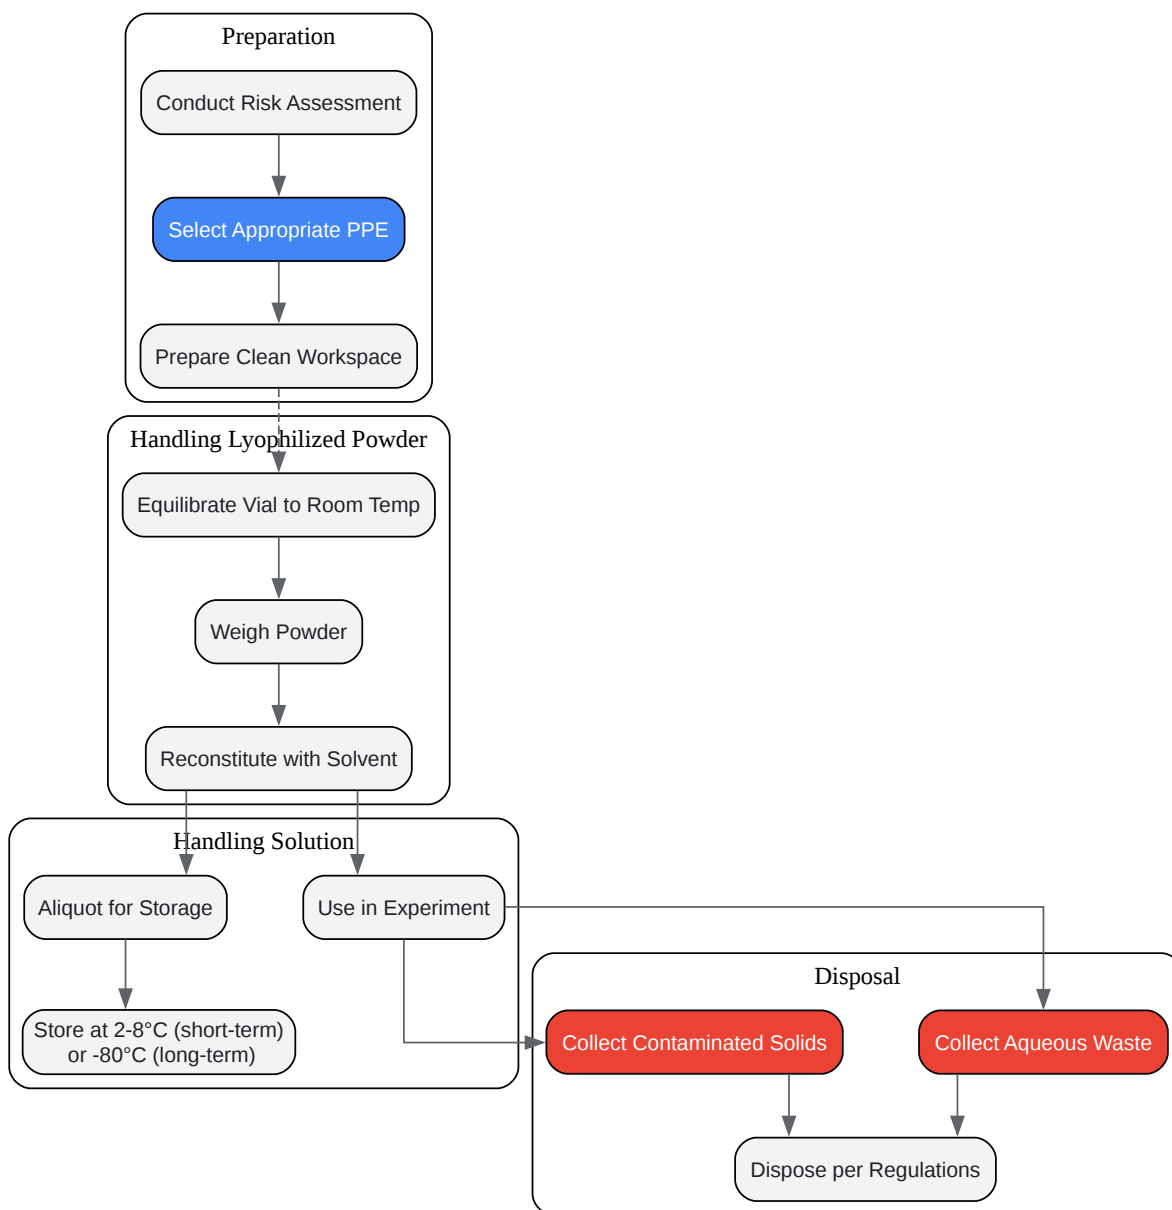 Preparation
Conduct Risk Assessment
Select Appropriate PPE
Prepare Clean Workspace
Handling Lyophilized Powder
Equilibrate Vial to Room Temp
Weigh Powder
Reconstitute with Solvent
Handling Solution
Aliquot for Storage
Use in Experiment
Store at 2-8°C (short-term)
or -80°C (long-term)
Disposal
Collect Contaminated Solids
Collect Aqueous Waste
Dispose per Regulations